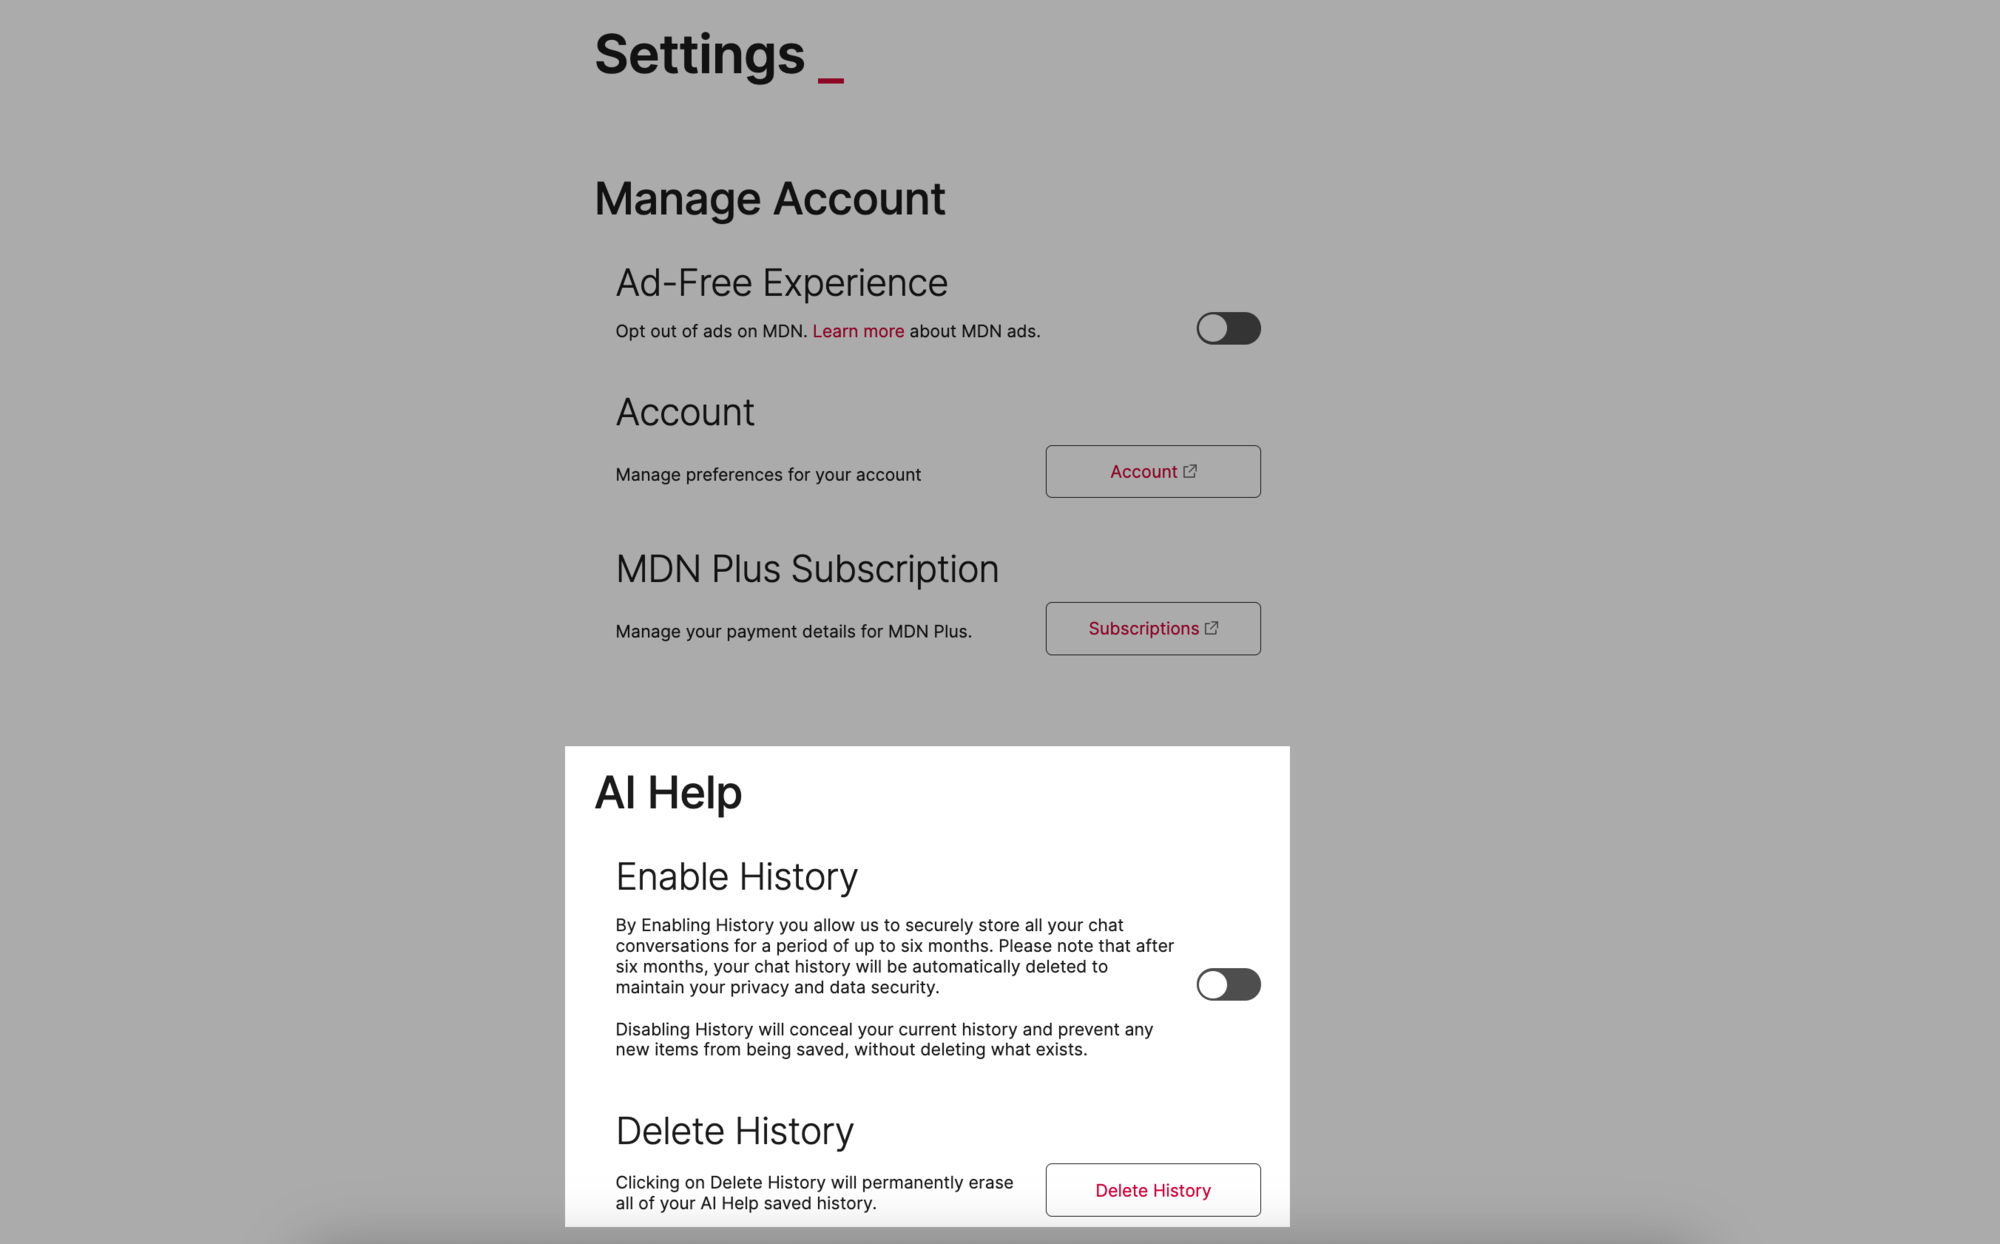 Settings _
Manage Account
Ad-Free Experience
Opt out of ads on MDN. Learn more about MDN ads.
Account
Manage preferences for your account
Account
MDN Plus Subscription
Manage your payment details for MDN Plus.
Subscriptions
AI Help
Enable History
By Enabling History you allow us to securely store all your chat
conversations for a period of up to six months. Please note that after
six months, your chat history will be automatically deleted to
maintain your privacy and data security.
Disabling History will conceal your current history and prevent any
new items from being saved, without deleting what exists.
Delete History
Clicking on Delete History will permanently erase
all of your AI Help saved history.
Delete History